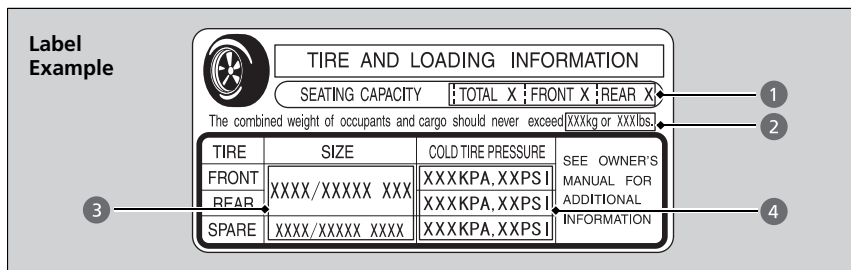 Label
Example
TIRE AND LOADING INFORMATION
SEATING CAPACITY TOTAL X FRONT X REAR X
1
The combined weight of occupants and cargo should never exceed XXXkg or XXXlbs.
2
TIRE SIZE COLD TIRE PRESSURE
SEE OWNER'S
MANUAL FOR
ADDITIONAL
INFORMATION
FRONT XXXX/XXXXX XXX XXXKPA,XXPSI
REAR XXXKPA,XXPSI
SPARE XXXX/XXXXX XXXX XXXKPA,XXPSI
3
4